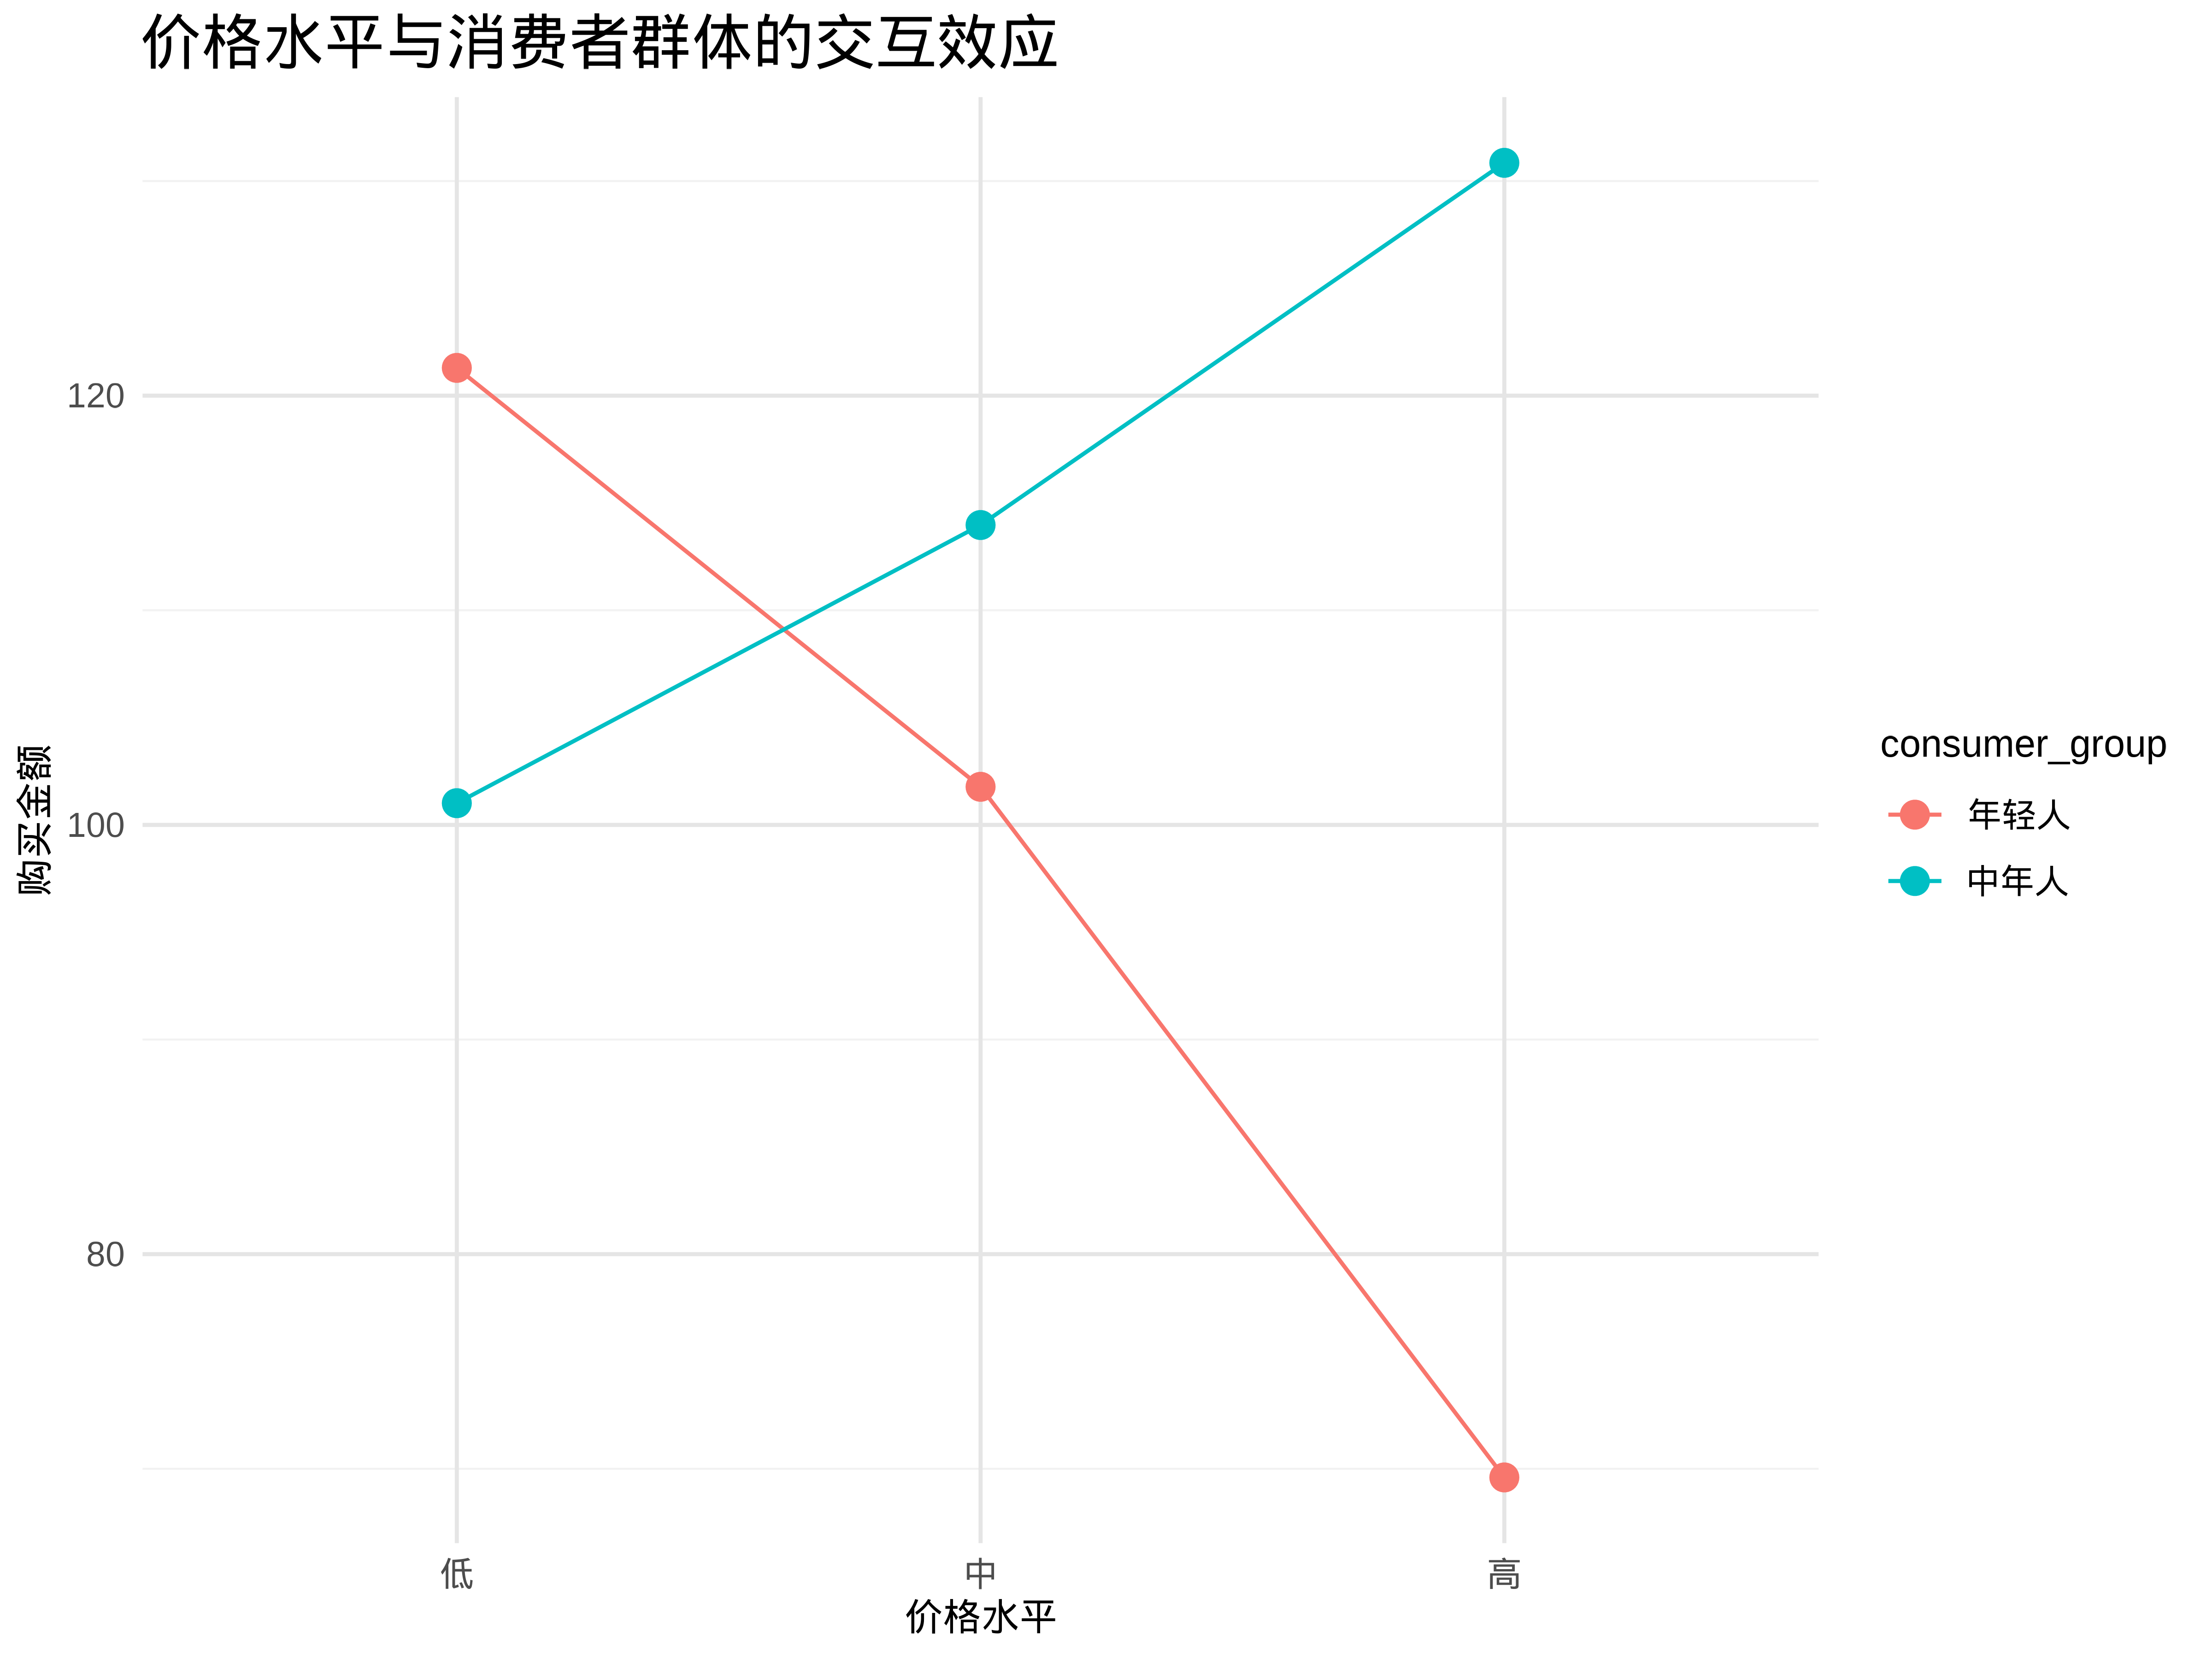 价格水平与消费者群体的交互效应
购买金额
120
100
80
低
中
高
价格水平
consumer_group
年轻人
中年人